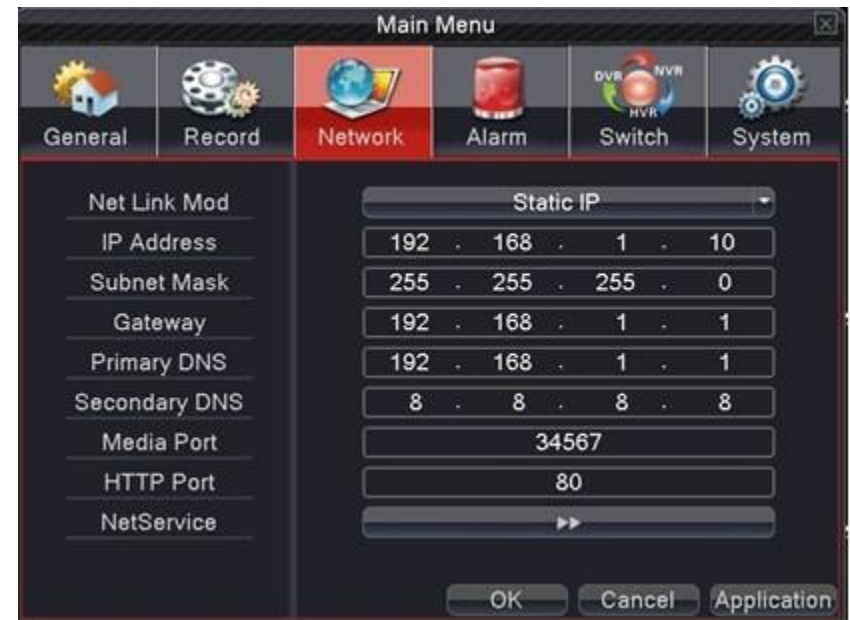 Main Menu
General Record Network Alarm DVR NVR HVR Switch System
Net Link Mod Static IP
IP Address 192 . 168 . 1 . 10
Subnet Mask 255 . 255 . 255 . 0
Gateway 192 . 168 . 1 . 1
Primary DNS 192 . 168 . 1 . 1
Secondary DNS 8 . 8 . 8 . 8
Media Port 34567
HTTP Port 80
NetService
OK Cancel Application